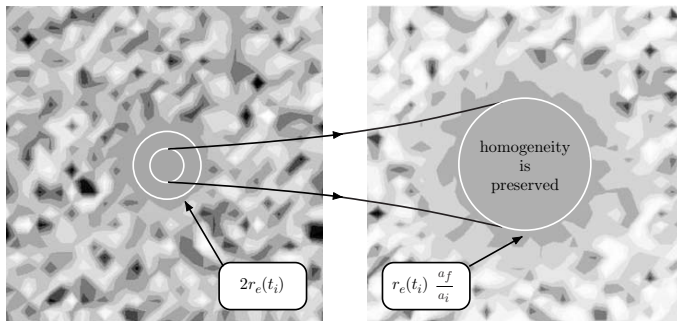 homogeneity
is
preserved
2r_e(t_i)
r_e(t_i) a_f/a_i